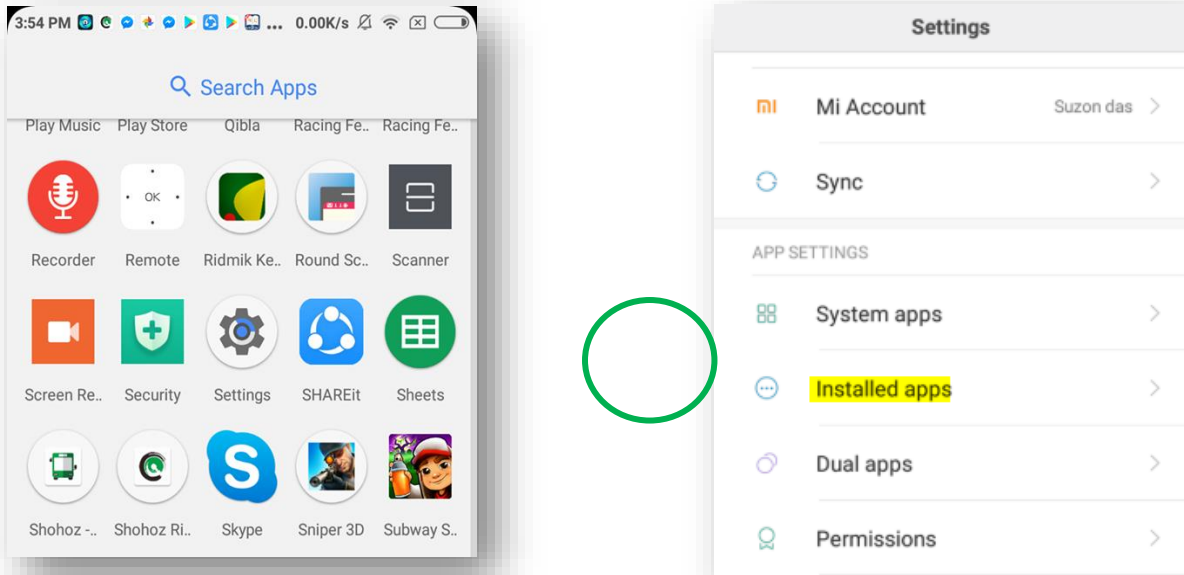 3:54 PM ... 0.00K/s
Search Apps
Play Music Play Store Qibla Racing Fe.. Racing Fe..
OK
Recorder Remote Ridmik Ke.. Round Sc.. Scanner
Screen Re.. Security Settings SHAREit Sheets
S
Shohoz -.. Shohoz Ri.. Skype Sniper 3D Subway S..
Settings
Mi Account Suzon das
Sync
APP SETTINGS
System apps
Installed apps
Dual apps
Permissions